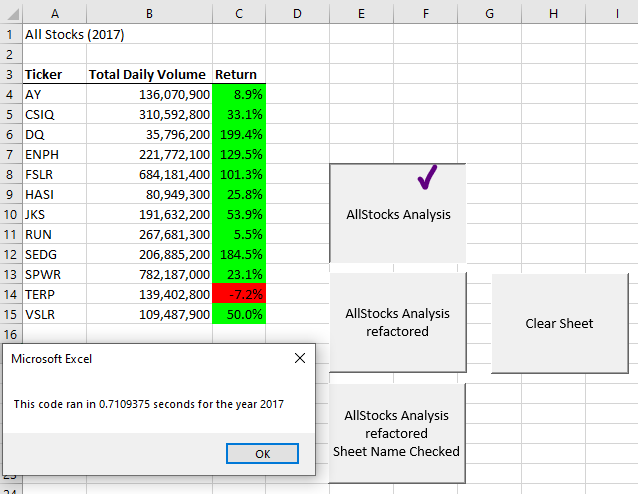 A B C D E F G H I
1 All Stocks (2017)
2
3 Ticker Total Daily Volume Return
4 AY 136,070,900 8.9%
5 CSIQ 310,592,800 33.1%
6 DQ 35,796,200 199.4%
7 ENPH 221,772,100 129.5%
8 FSLR 684,181,400 101.3%
9 HASI 80,949,300 25.8%
10 JKS 191,632,200 53.9%
11 RUN 267,681,300 5.5%
12 SEDG 206,885,200 184.5%
13 SPWR 782,187,000 23.1%
14 TERP 139,402,800 -7.2%
15 VSLR 109,487,900 50.0%
16
AllStocks Analysis
AllStocks Analysis
refactored
Clear Sheet
AllStocks Analysis
refactored
Sheet Name Checked
Microsoft Excel
This code ran in 0.7109375 seconds for the year 2017
OK